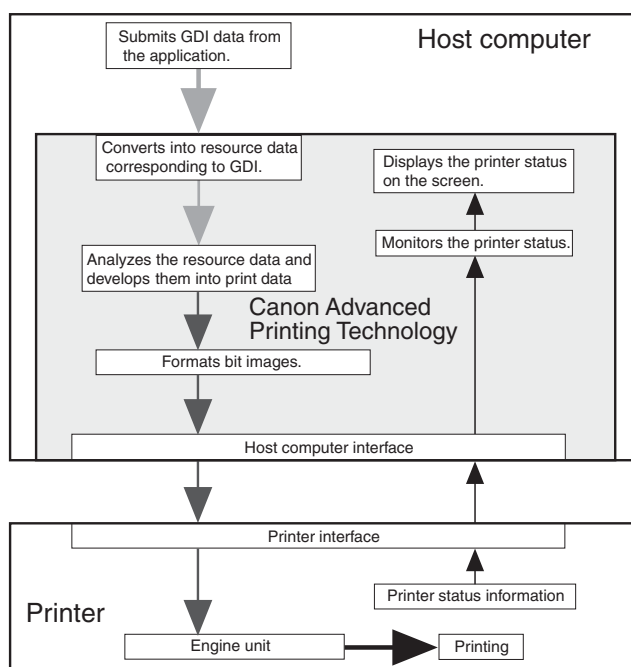 Submits GDI data from
the application.
Host computer
Converts into resource data
corresponding to GDI.
Displays the printer status
on the screen.
Monitors the printer status.
Analyzes the resource data and
develops them into print data
Canon Advanced
Printing Technology
Formats bit images.
Host computer interface
Printer interface
Printer status information
Printer
Engine unit
Printing